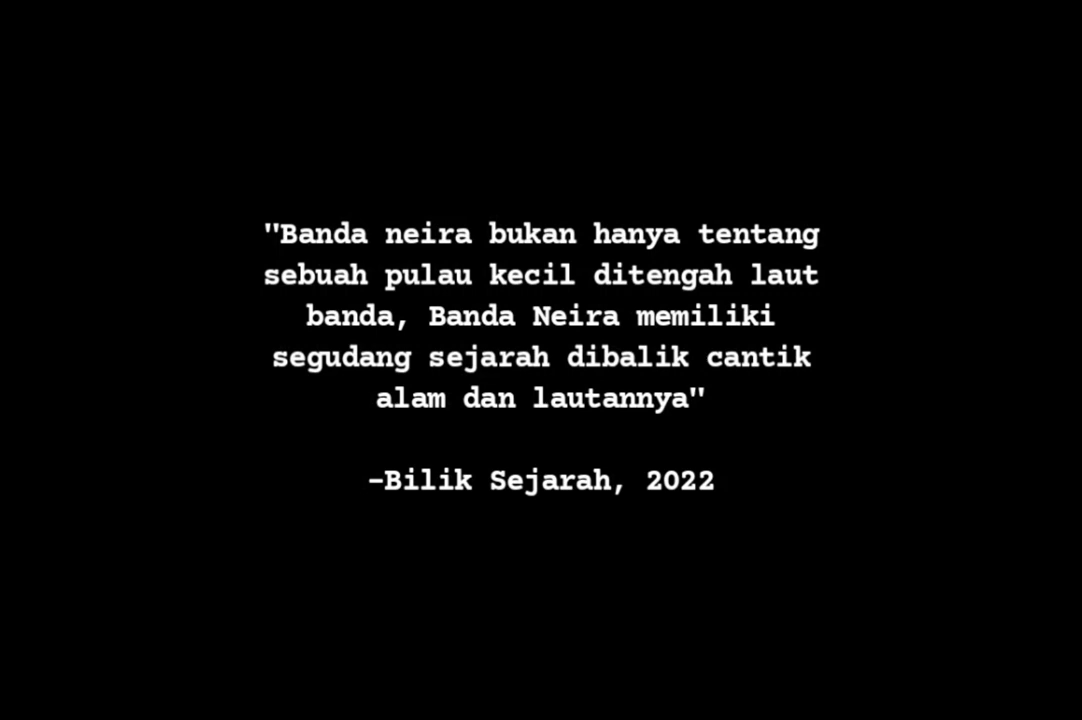 "Banda neira bukan hanya tentang
sebuah pulau kecil ditengah laut
banda, Banda Neira memiliki
segudang sejarah dibalik cantik
alam dan lautannya"
-Bilik Sejarah, 2022